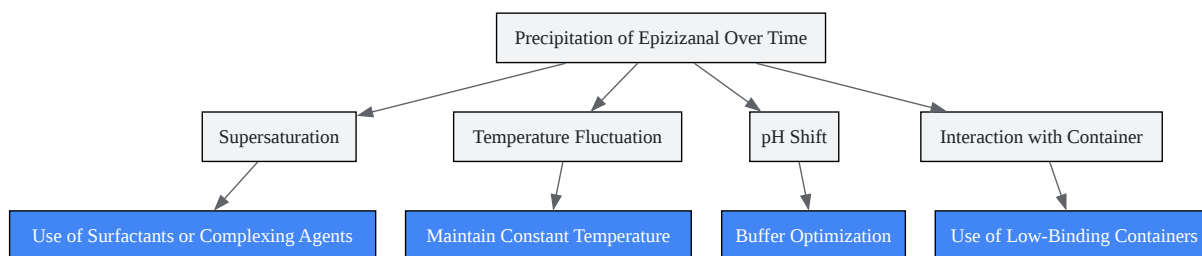 Precipitation of Epizizanal Over Time
Supersaturation
Temperature Fluctuation
pH Shift
Interaction with Container
Use of Surfactants or Complexing Agents
Maintain Constant Temperature
Buffer Optimization
Use of Low-Binding Containers